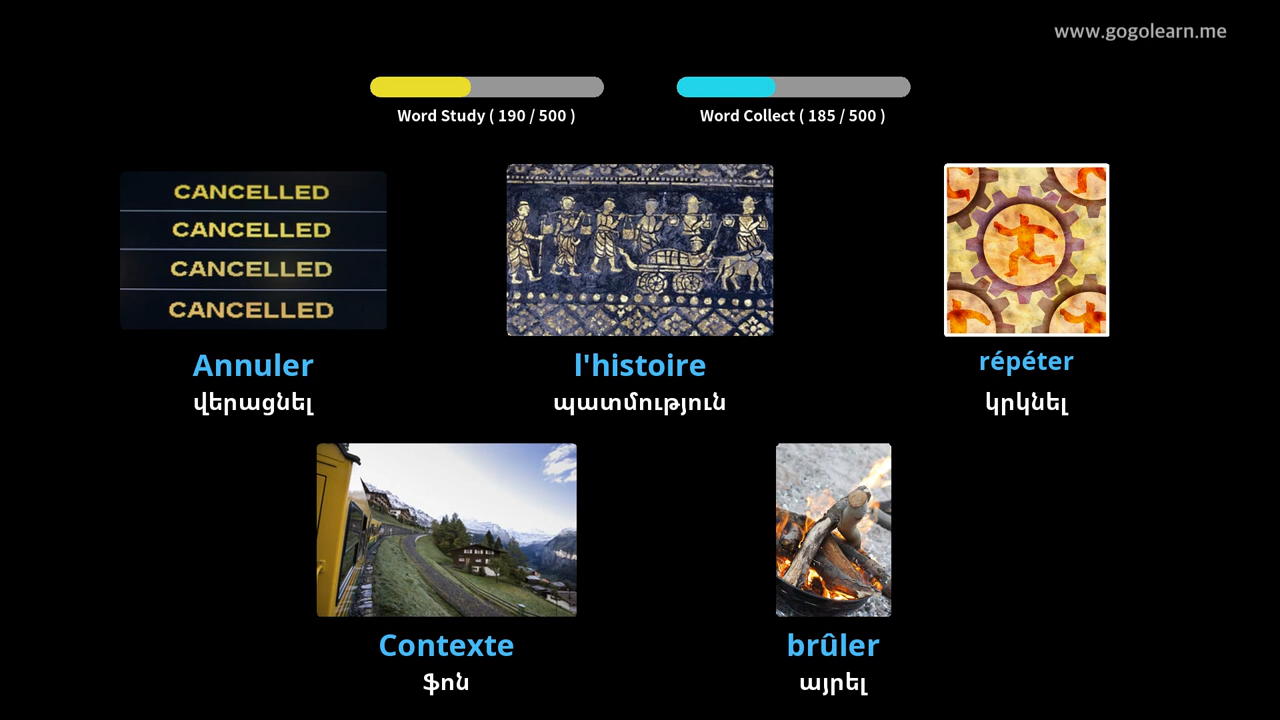 www.gogolearn.me
Word Study ( 190 / 500 )
Word Collect ( 185 / 500 )
CANCELLED
CANCELLED
CANCELLED
CANCELLED
Annuler
վերացնել
l'histoire
պատմություն
répéter
կրկնել
Contexte
ֆոն
brûler
այրել